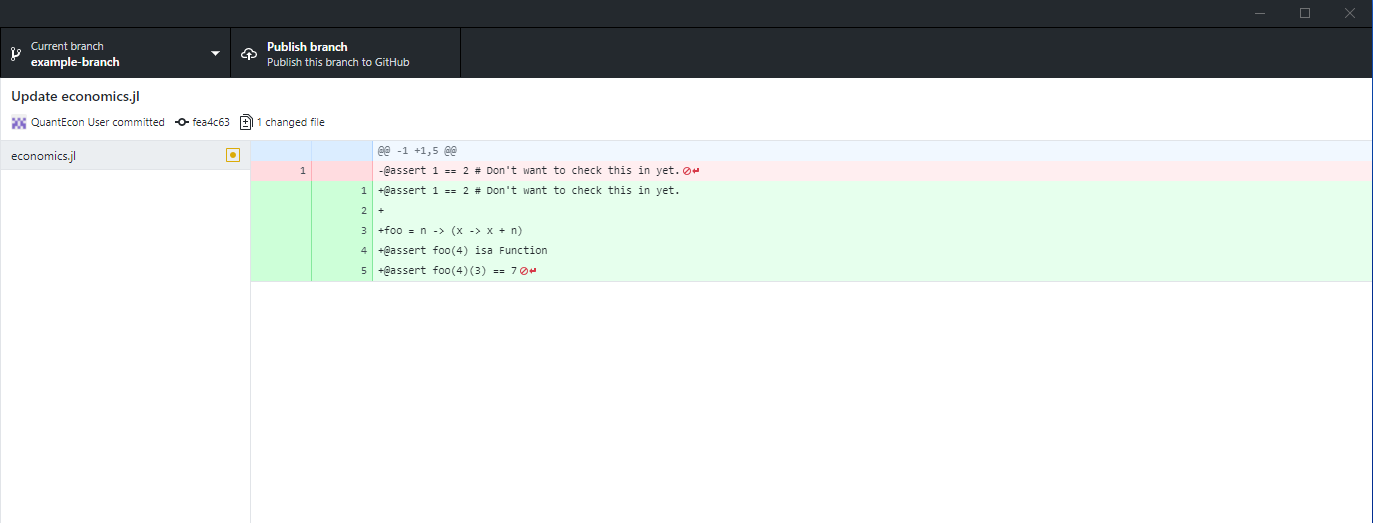 Current branch
example-branch
Publish branch
Publish this branch to GitHub
Update economics.jl
QuantEcon User committed fea4c63 1 changed file
economics.jl
@@ -1 +1,5 @@
1 -@assert 1 == 2 # Don't want to check this in yet.
1 +@assert 1 == 2 # Don't want to check this in yet.
2 +
3 +foo = n -> (x -> x + n)
4 +@assert foo(4) isa Function
5 +@assert foo(4)(3) == 7